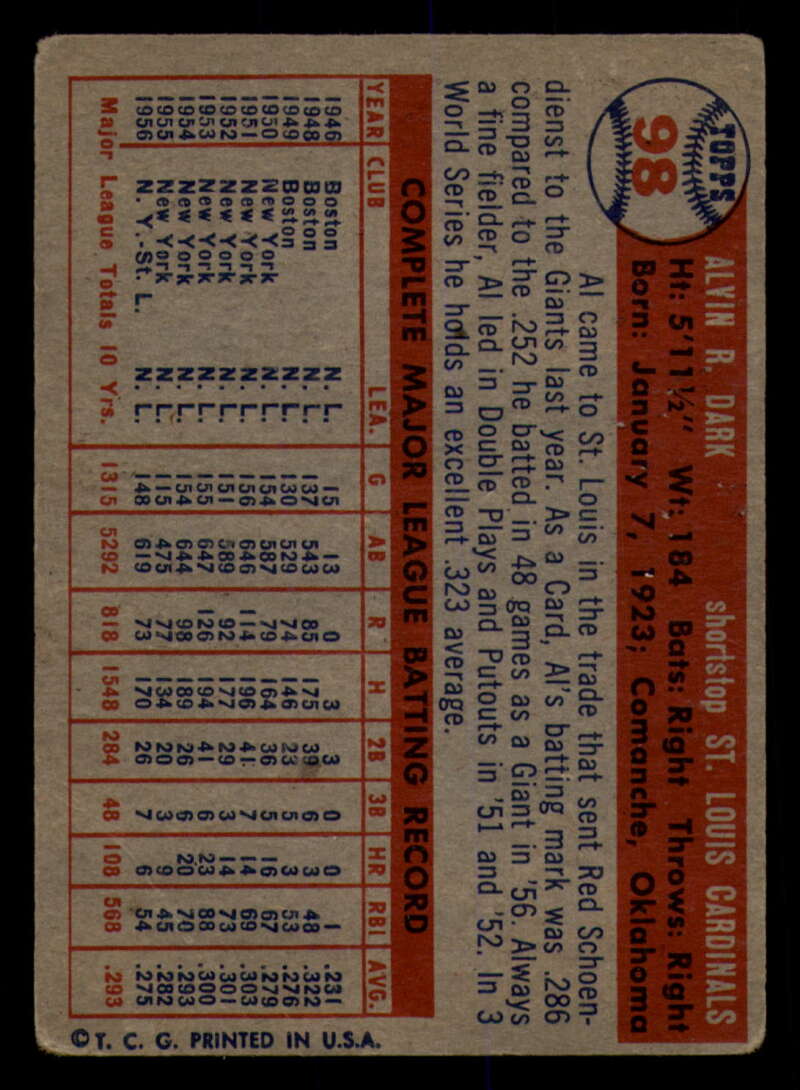 TOPPS
98
ALVIN R. DARK shortstop ST. LOUIS CARDINALS
Ht: 5'11½" Wt: 184 Bats: Right Throws: Right
Born: January 7, 1923; Comanche, Oklahoma
Al came to St. Louis in the trade that sent Red Schoen-
dienst to the Giants last year. As a Card, Al's batting mark was .286
compared to the .252 he batted in 48 games as a Giant in '56. Always
a fine fielder, Al led in Double Plays and Putouts in '51 and '52. In 3
World Series he holds an excellent .323 average.
COMPLETE MAJOR LEAGUE BATTING RECORD
YEAR CLUB LEA. G AB R H 2B 3B HR RBI AVG.
1946 Boston N. L. 15 13 0 3 3 0 0 1 .231
1948 Boston N. L. 137 543 85 175 39 6 3 48 .322
1949 Boston N. L. 130 529 74 146 23 5 3 53 .276
1950 New York N. L. 154 587 79 164 36 5 16 67 .279
1951 New York N. L. 156 646 114 196 41 7 14 69 .303
1952 New York N. L. 151 589 92 177 29 3 14 73 .301
1953 New York N. L. 155 647 126 194 41 6 23 88 .300
1954 New York N. L. 154 644 98 189 26 6 20 70 .293
1955 New York N. L. 115 475 77 134 20 3 9 45 .282
1956 N. Y.-St. L. N. L. 148 619 73 170 26 7 6 54 .275
Major League Totals 10 Yrs. 1315 5292 818 1548 284 48 108 568 .293
© T. C. G. PRINTED IN U.S.A.